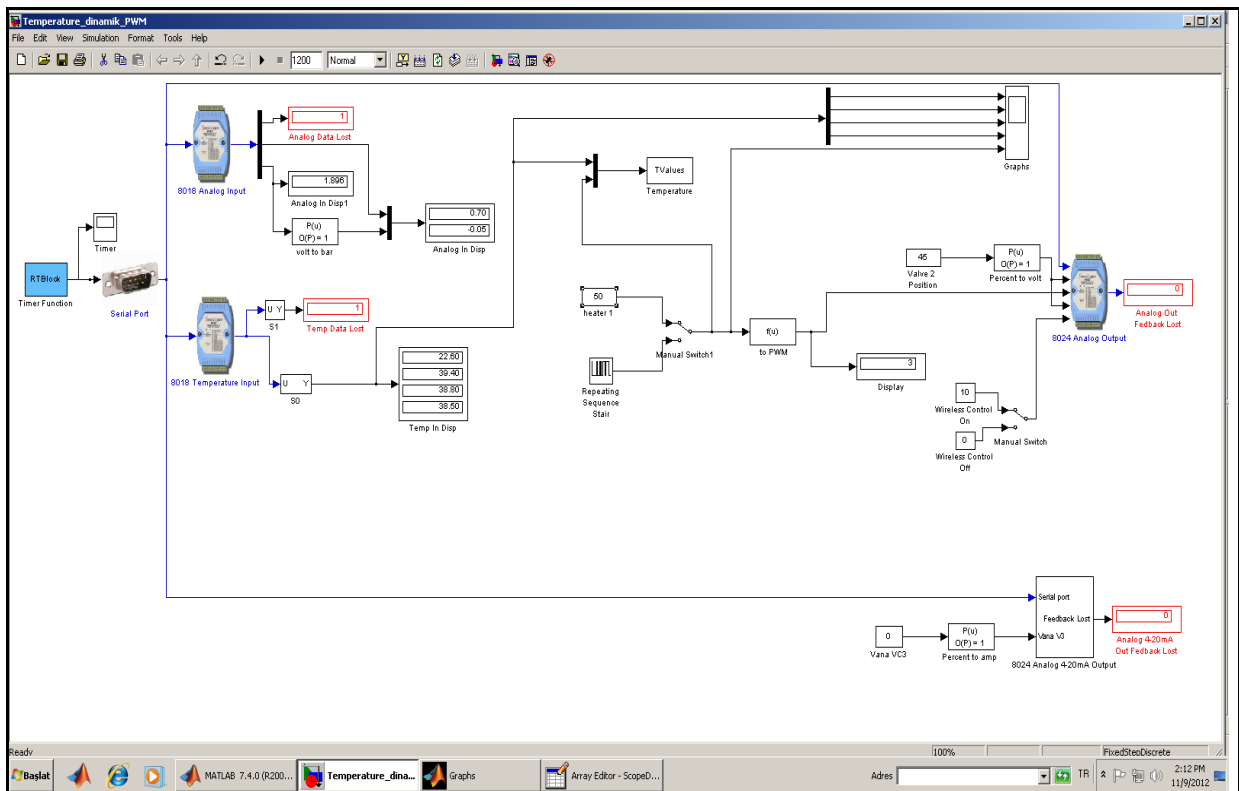 Temperature_dinamik_PWM
File Edit View Simulation Format Tools Help
1200 Normal
1
Analog Data Lost
8018 Analog Input
1.896
Analog In Disp1
P(u)
O(P) = 1
volt to bar
0.70
-0.05
Analog In Disp
Timer
RTBlock
Timer Function
Serial Port
U Y
S1
1
Temp Data Lost
8018 Temperature Input
U Y
S0
22.60
39.40
38.80
38.50
Temp In Disp
TValues
Temperature
50
heater 1
Manual Switch1
Repeating
Sequence
Stair
f(u)
to PWM
3
Display
Graphs
45
Valve 2
Position
P(u)
O(P) = 1
Percent to volt
8024 Analog Output
0
Analog Out
Fedback Lost
10
Wireless Control
On
0
Wireless Control
Off
Manual Switch
0
Vana VC3
P(u)
O(P) = 1
Percent to amp
Serial port
Feedback Lost
Vana V3
8024 Analog 4-20mA Output
0
Analog 4-20mA
Out Fedback Lost
Ready 100% FixedStepDiscrete
Başlat MATLAB 7.4.0 (R200... Temperature_dina... Graphs Array Editor - ScopeD... Adres TR 2:12 PM
11/9/2012